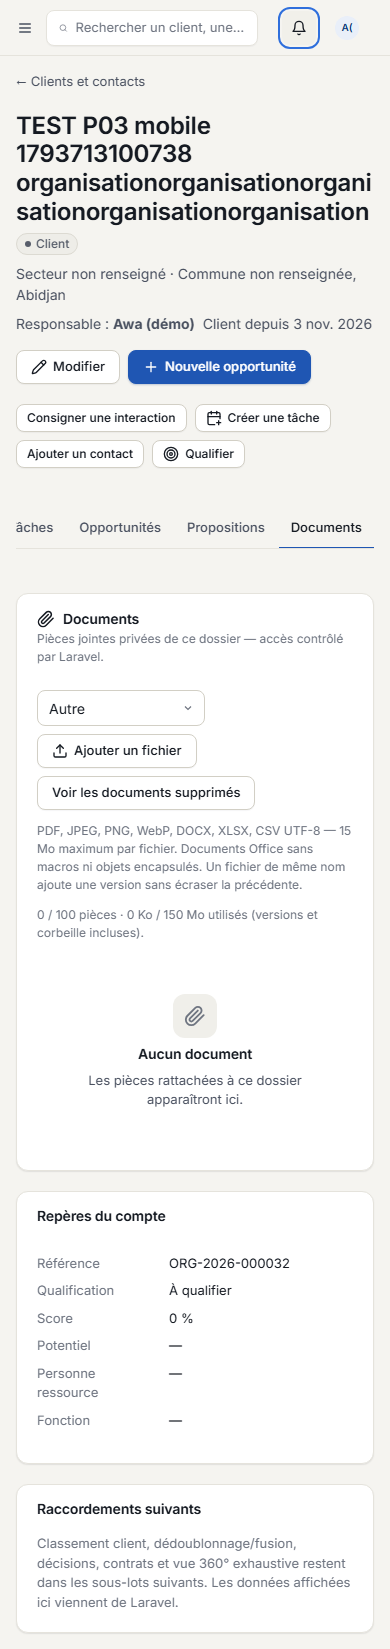 Rechercher un client, une...
A(
← Clients et contacts
TEST P03 mobile
1793713100738
organisationorganisationorgani
sationorganisationorganisation
Client
Secteur non renseigné · Commune non renseignée,
Abidjan
Responsable : Awa (démo) Client depuis 3 nov. 2026
Modifier
Nouvelle opportunité
Consigner une interaction
Créer une tâche
Ajouter un contact
Qualifier
âches
Opportunités
Propositions
Documents
Documents
Pièces jointes privées de ce dossier — accès contrôlé
par Laravel.
Autre
Ajouter un fichier
Voir les documents supprimés
PDF, JPEG, PNG, WebP, DOCX, XLSX, CSV UTF-8 — 15
Mo maximum par fichier. Documents Office sans
macros ni objets encapsulés. Un fichier de même nom
ajoute une version sans écraser la précédente.
0 / 100 pièces · 0 Ko / 150 Mo utilisés (versions et
corbeille incluses).
Aucun document
Les pièces rattachées à ce dossier
apparaîtront ici.
Repères du compte
Référence ORG-2026-000032
Qualification À qualifier
Score 0 %
Potentiel —
Personne
ressource —
Fonction —
Raccordements suivants
Classement client, dédoublonnage/fusion,
décisions, contrats et vue 360° exhaustive restent
dans les sous-lots suivants. Les données affichées
ici viennent de Laravel.